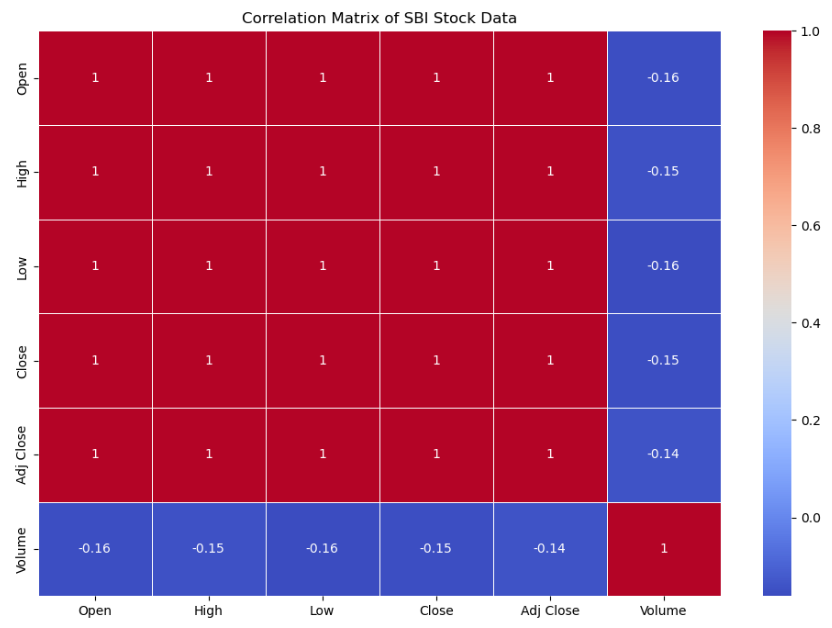 Correlation Matrix of SBI Stock Data
Open 1 1 1 1 1 -0.16
High 1 1 1 1 1 -0.15
Low 1 1 1 1 1 -0.16
Close 1 1 1 1 1 -0.15
Adj Close 1 1 1 1 1 -0.14
Volume -0.16 -0.15 -0.16 -0.15 -0.14 1
Open High Low Close Adj Close Volume
1.0
0.8
0.6
0.4
0.2
0.0